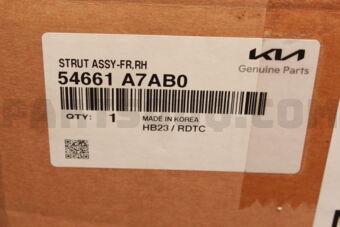 STRUT ASSY-FR,RH
54661 A7AB0
KIA
Genuine Parts
QTY: 1
MADE IN KOREA
HB23 / RDTC